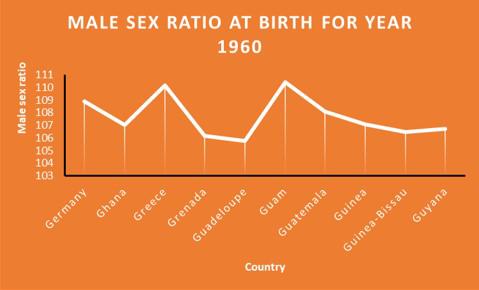 MALE SEX RATIO AT BIRTH FOR YEAR
1960
Male sex ratio
111
110
109
108
107
106
105
104
103
Germany
Ghana
Greece
Grenada
Guadeloupe
Guam
Guatemala
Guinea
Guinea-Bissau
Guyana
Country